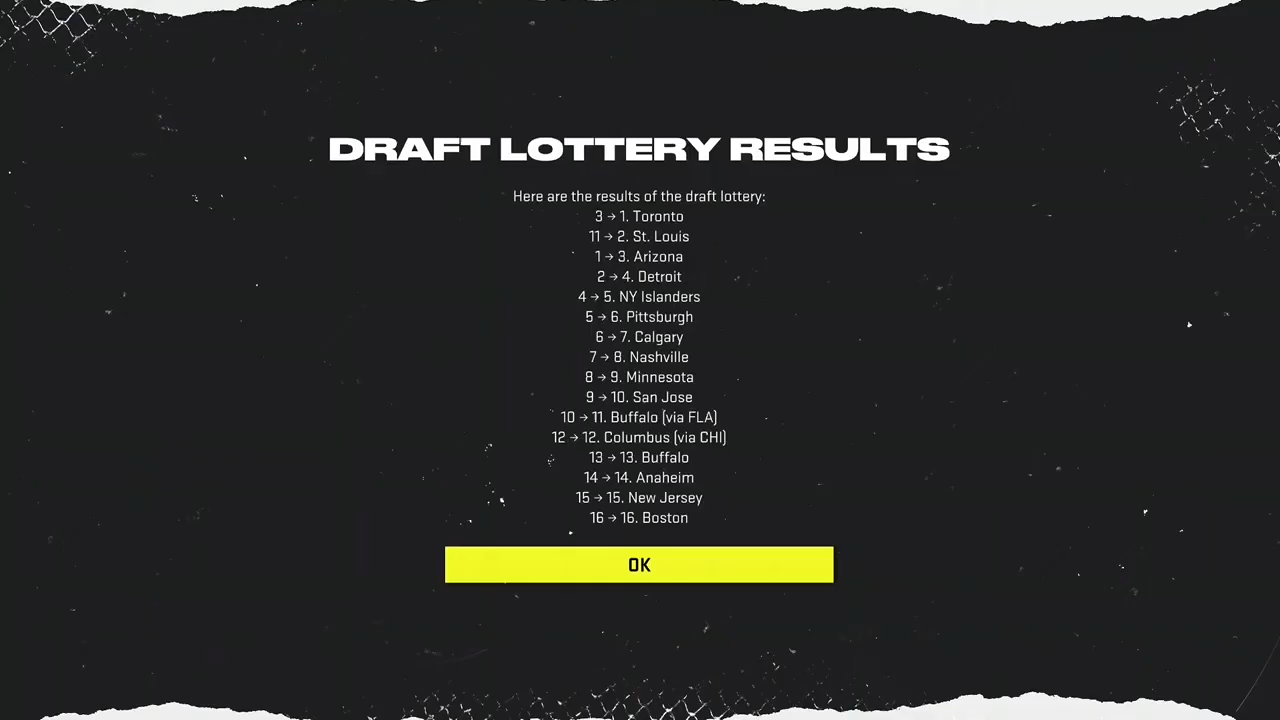 DRAFT LOTTERY RESULTS
Here are the results of the draft lottery:
3 → 1. Toronto
11 → 2. St. Louis
1 → 3. Arizona
2 → 4. Detroit
4 → 5. NY Islanders
5 → 6. Pittsburgh
6 → 7. Calgary
7 → 8. Nashville
8 → 9. Minnesota
9 → 10. San Jose
10 → 11. Buffalo (via FLA)
12 → 12. Columbus (via CHI)
13 → 13. Buffalo
14 → 14. Anaheim
15 → 15. New Jersey
16 → 16. Boston
OK